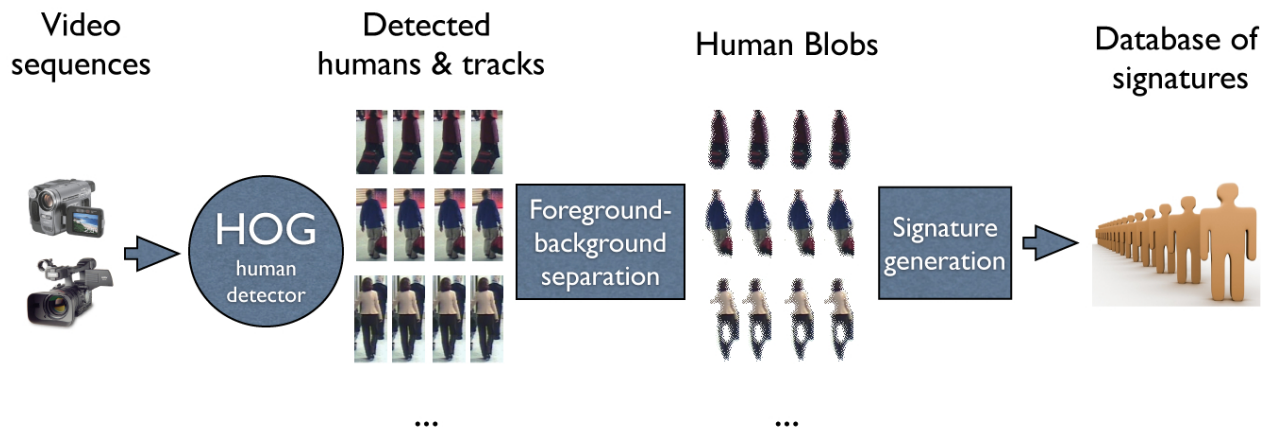 Video
sequences
Detected
humans & tracks
Human Blobs
Database of
signatures
HOG
human
detector
Foreground-
background
separation
Signature
generation
...
...